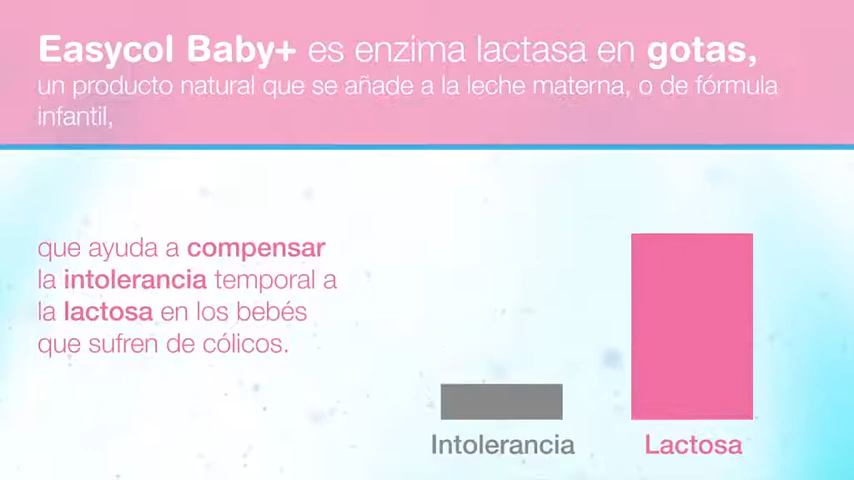 Easycol Baby+ es enzima lactasa en gotas,
un producto natural que se añade a la leche materna, o de fórmula
infantil,
que ayuda a compensar
la intolerancia temporal a
la lactosa en los bebés
que sufren de cólicos.
Intolerancia
Lactosa